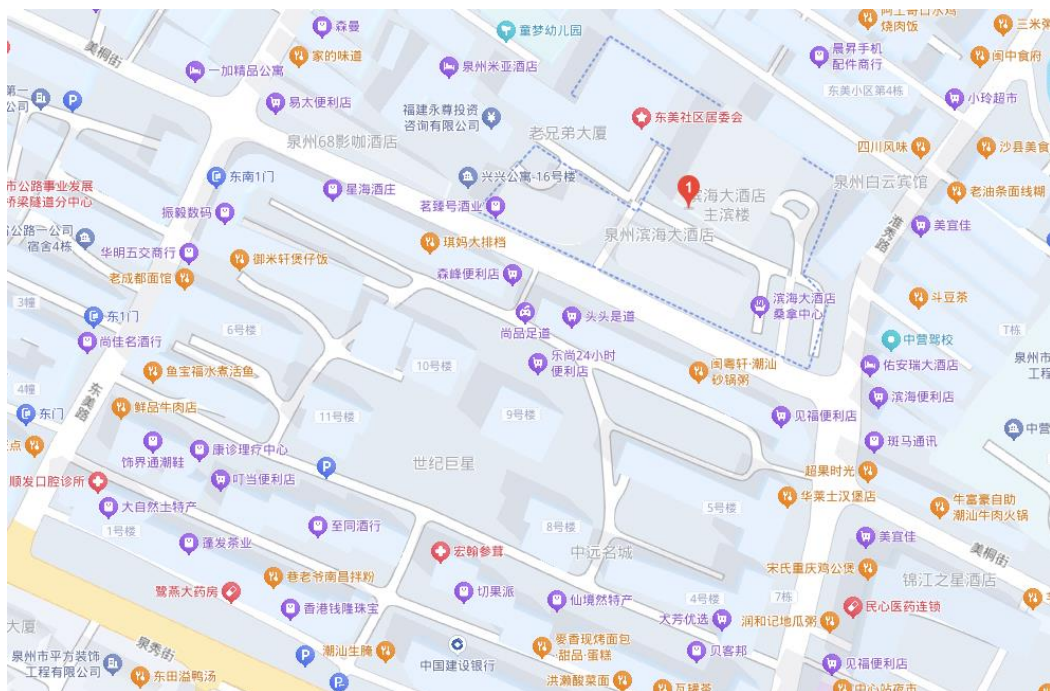 森曼
美桐街
家的味道
童梦幼儿园
烧肉饭
三米粥
晨昇手机
配件商行
闽中食府
一加精品公寓
泉州米亚酒店
东美小区第4栋
第一
公司
P
易太便利店
福建永尊投资
咨询有限公司
东美社区居委会
小玲超市
泉州68影咖酒店
老兄弟大厦
四川风味
沙县美食
东南1门
兴兴公寓-16号楼
1
泉州白云宾馆
市公路事业发展
桥梁隧道分中心
星海酒庄
滨海大酒店
主滨楼
老油条面线糊
振毅数码
茗臻号酒业
淮秀路
美宜佳
公路一公司
宿舍4栋
华明五交商行
御米轩煲仔饭
琪妈大排档
泉州滨海大酒店
老成都面馆
森峰便利店
斗豆茶
3幢
东1门
6号楼
尚品足道
头头是道
滨海大酒店
桑拿中心
T栋
中营驾校
尚佳名酒行
10号楼
乐尚24小时
便利店
闽粤轩·潮汕
砂锅粥
佑安瑞大酒店
泉州市
工程
鱼宝福水煮活鱼
4幢
东美路
滨海便利店
东门
鲜品牛肉店
11号楼
9号楼
见福便利店
中营
斑马通讯
点
饰界通潮鞋
康诊理疗中心
P
世纪巨星
超果时光
顺发口腔诊所
叮当便利店
华莱士汉堡店
大自然土特产
5号楼
牛富豪自助
潮汕牛肉火锅
1号楼
至同酒行
8号楼
蓬发茶业
宏翰参茸
中远名城
美宜佳
美桐街
巷老爷南昌拌粉
宋氏重庆鸡公煲
锦江之星酒店
鹭燕大药房
切果派
仙境然特产
4号楼
7栋
民心医药连锁
香港钱隆珠宝
大芳优选
润和记地瓜粥
大厦
泉秀街
潮汕生腌
麥香现烤面包
·甜品·蛋糕
贝客邦
泉州市平方装饰
工程有限公司
P
中国建设银行
见福便利店
东田溢鸭汤
P
洪濑酸菜面